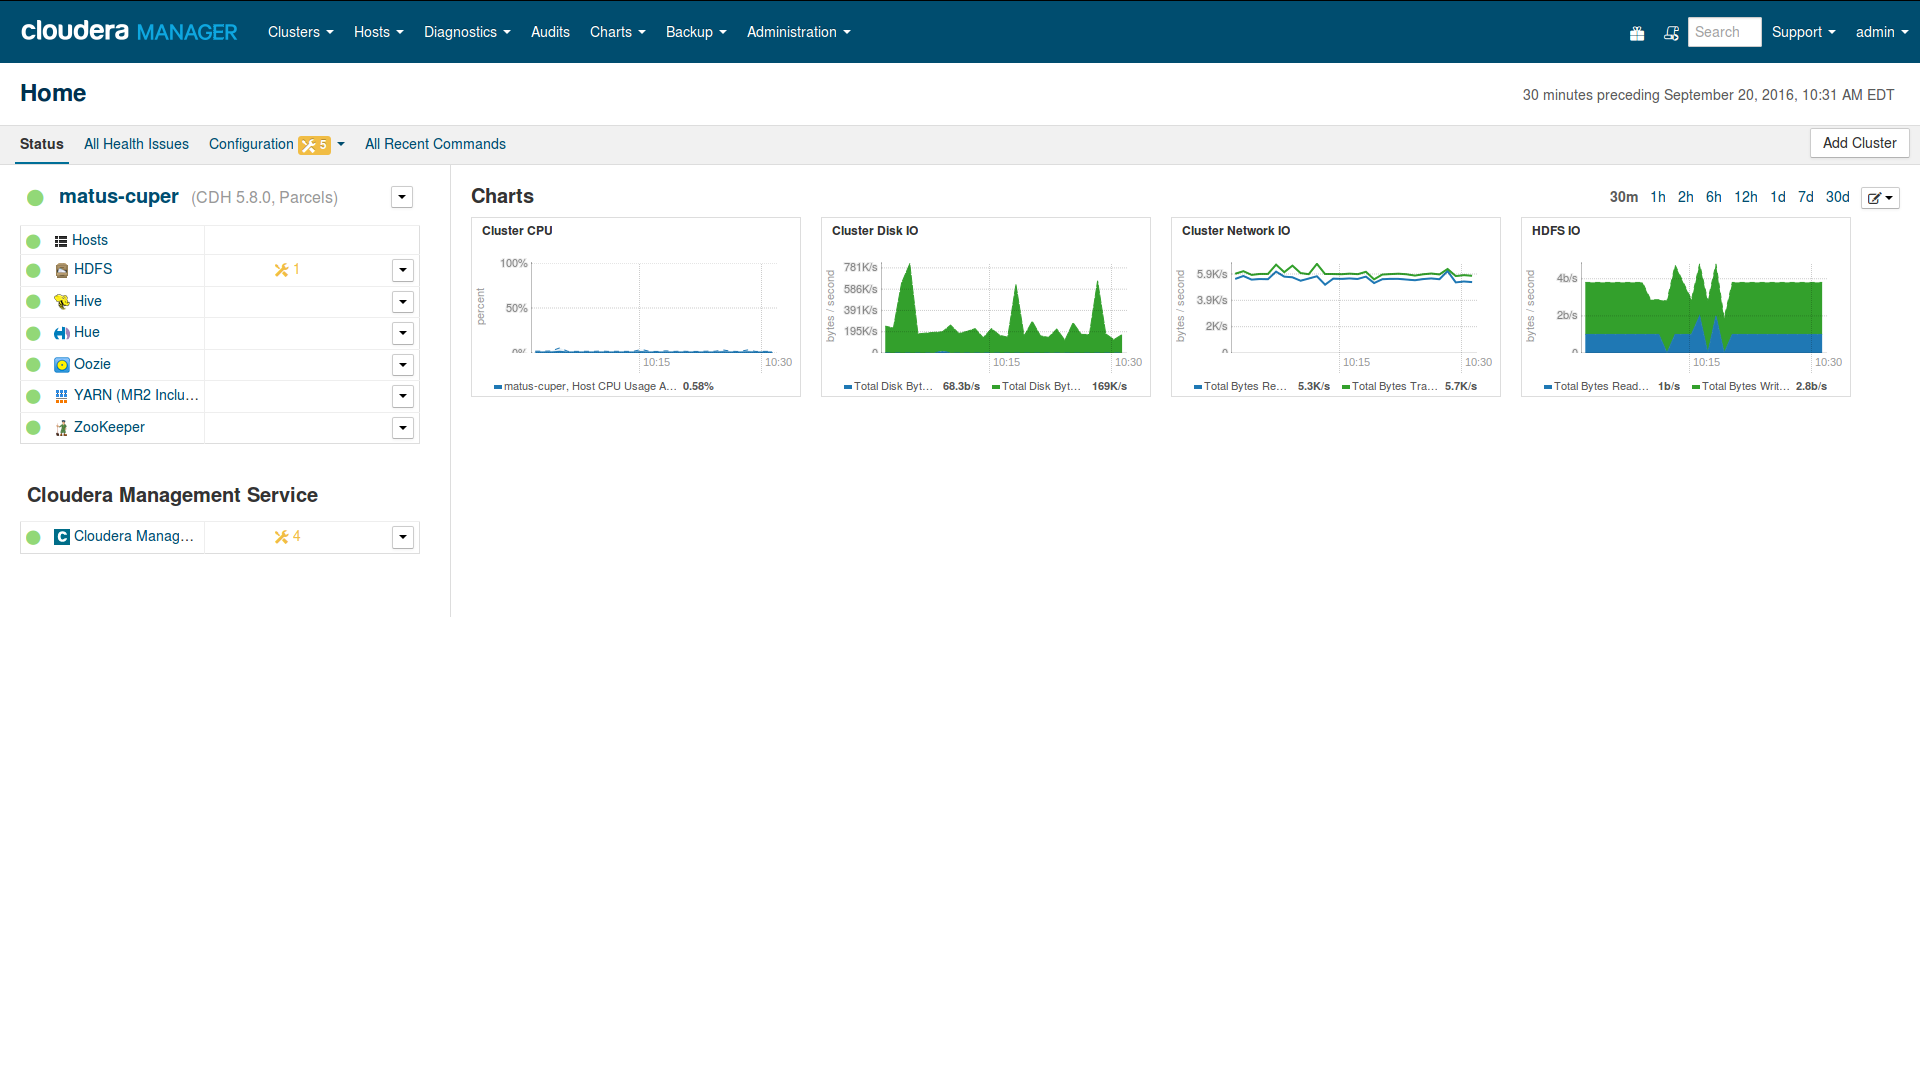 cloudera MANAGER Clusters Hosts Diagnostics Audits Charts Backup Administration Search Support admin
Home
30 minutes preceding September 20, 2016, 10:31 AM EDT
Status All Health Issues Configuration 5 All Recent Commands Add Cluster
matus-cuper (CDH 5.8.0, Parcels)
Hosts
HDFS 1
Hive
Hue
Oozie
YARN (MR2 Inclu...
ZooKeeper
Cloudera Management Service
Cloudera Manag... 4
Charts
30m 1h 2h 6h 12h 1d 7d 30d
Cluster CPU
percent
100%
50%
0%
10:15 10:30
matus-cuper, Host CPU Usage A... 0.58%
Cluster Disk IO
bytes / second
781K/s
586K/s
391K/s
195K/s
0
10:15 10:30
Total Disk Byt... 68.3b/s Total Disk Byt... 169K/s
Cluster Network IO
bytes / second
5.9K/s
3.9K/s
2K/s
0
10:15 10:30
Total Bytes Re... 5.3K/s Total Bytes Tra... 5.7K/s
HDFS IO
bytes / second
4b/s
2b/s
0
10:15 10:30
Total Bytes Read... 1b/s Total Bytes Writ... 2.8b/s